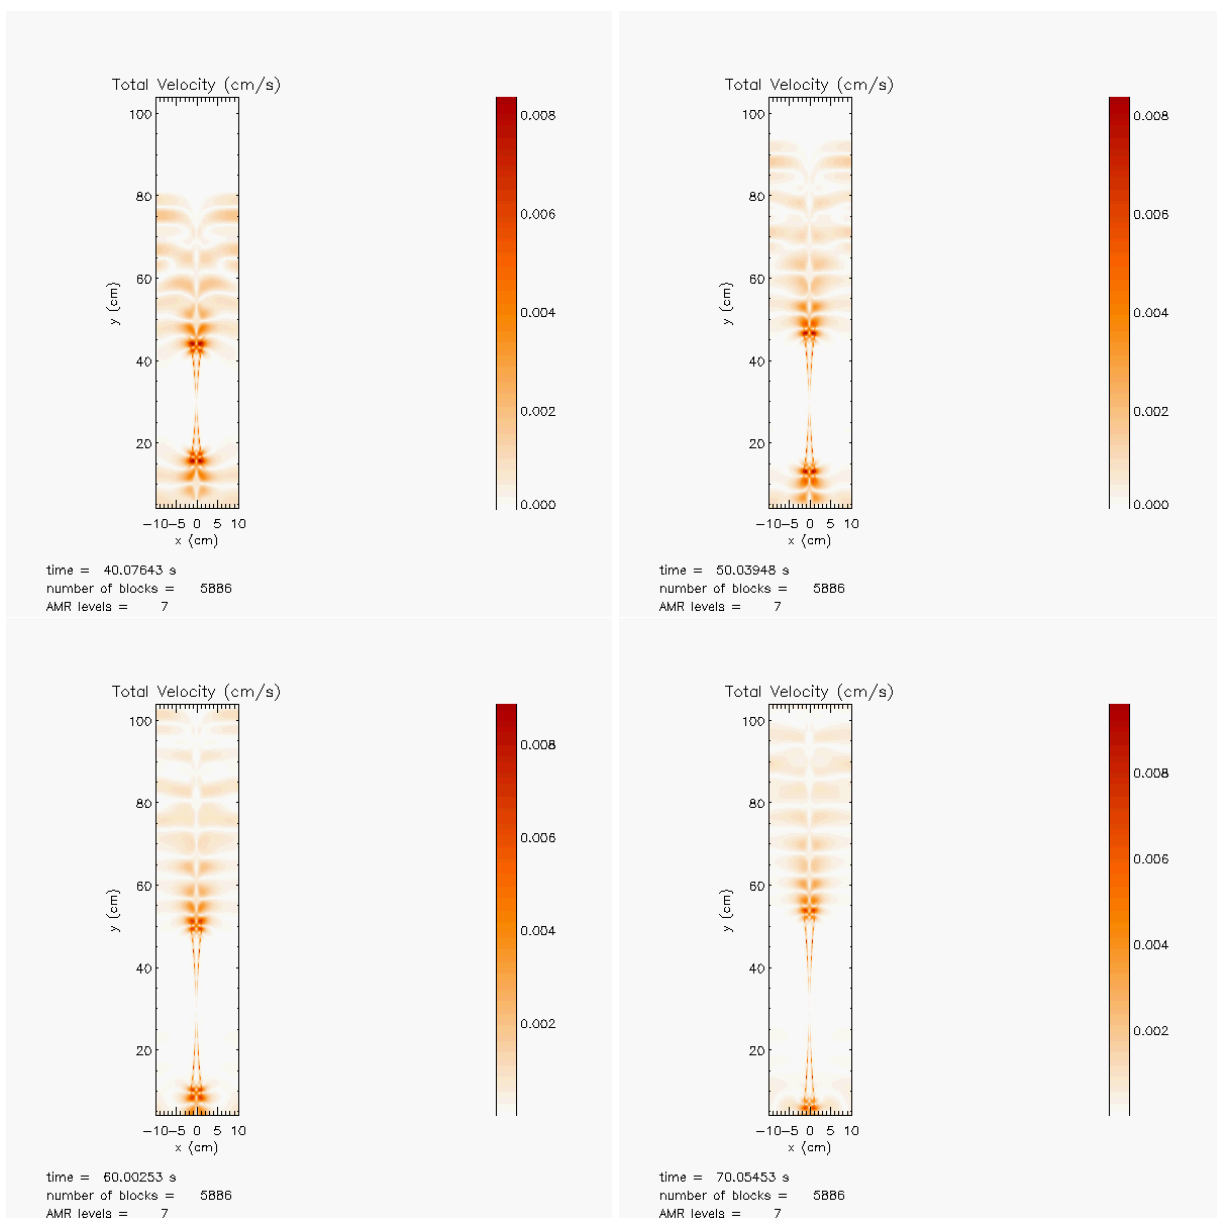 Total Velocity (cm/s)
100
80
60
40
20
y (cm)
-10 -5 0 5 10
x (cm)
0.008
0.006
0.004
0.002
0.000
time = 40.07643 s
number of blocks = 5886
AMR levels = 7
Total Velocity (cm/s)
100
80
60
40
20
y (cm)
-10 -5 0 5 10
x (cm)
0.008
0.006
0.004
0.002
0.000
time = 50.03948 s
number of blocks = 5886
AMR levels = 7
Total Velocity (cm/s)
100
80
60
40
20
y (cm)
-10 -5 0 5 10
x (cm)
0.008
0.006
0.004
0.002
time = 60.00253 s
number of blocks = 5886
AMR levels = 7
Total Velocity (cm/s)
100
80
60
40
20
y (cm)
-10 -5 0 5 10
x (cm)
0.008
0.006
0.004
0.002
time = 70.05453 s
number of blocks = 5886
AMR levels = 7